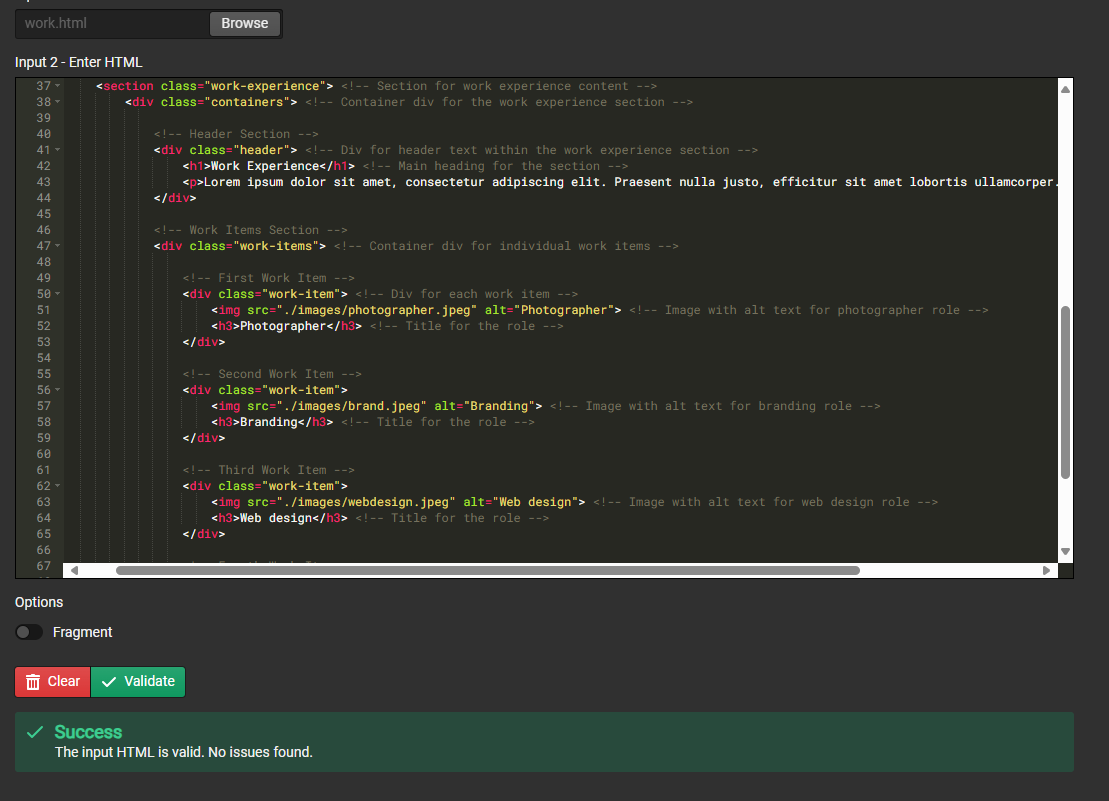 work.html Browse
Input 2 - Enter HTML
37 <section class="work-experience"> <!-- Section for work experience content -->
38 <div class="containers"> <!-- Container div for the work experience section -->
39
40 <!-- Header Section -->
41 <div class="header"> <!-- Div for header text within the work experience section -->
42 <h1>Work Experience</h1> <!-- Main heading for the section -->
43 <p>Lorem ipsum dolor sit amet, consectetur adipiscing elit. Praesent nulla justo, efficitur sit amet lobortis ullamcorper.
44 </div>
45
46 <!-- Work Items Section -->
47 <div class="work-items"> <!-- Container div for individual work items -->
48
49 <!-- First Work Item -->
50 <div class="work-item"> <!-- Div for each work item -->
51 <img src="./images/photographer.jpeg" alt="Photographer"> <!-- Image with alt text for photographer role -->
52 <h3>Photographer</h3> <!-- Title for the role -->
53 </div>
54
55 <!-- Second Work Item -->
56 <div class="work-item">
57 <img src="./images/brand.jpeg" alt="Branding"> <!-- Image with alt text for branding role -->
58 <h3>Branding</h3> <!-- Title for the role -->
59 </div>
60
61 <!-- Third Work Item -->
62 <div class="work-item">
63 <img src="./images/webdesign.jpeg" alt="Web design"> <!-- Image with alt text for web design role -->
64 <h3>Web design</h3> <!-- Title for the role -->
65 </div>
66
67
Options
Fragment
Clear Validate
Success
The input HTML is valid. No issues found.